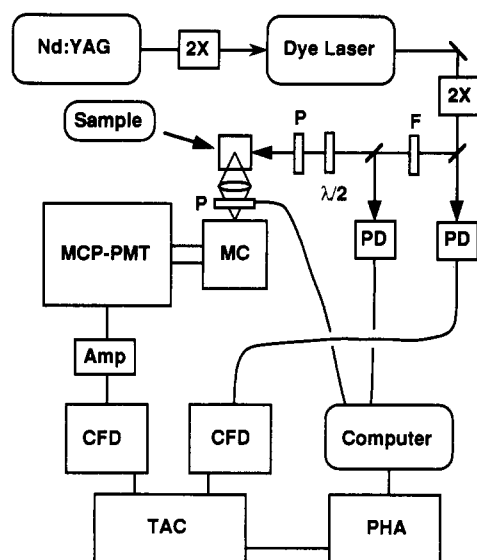 Nd:YAG
2X
Dye Laser
2X
Sample
P
F
λ/2
P
MCP-PMT
MC
PD
PD
Amp
CFD
CFD
Computer
TAC
PHA